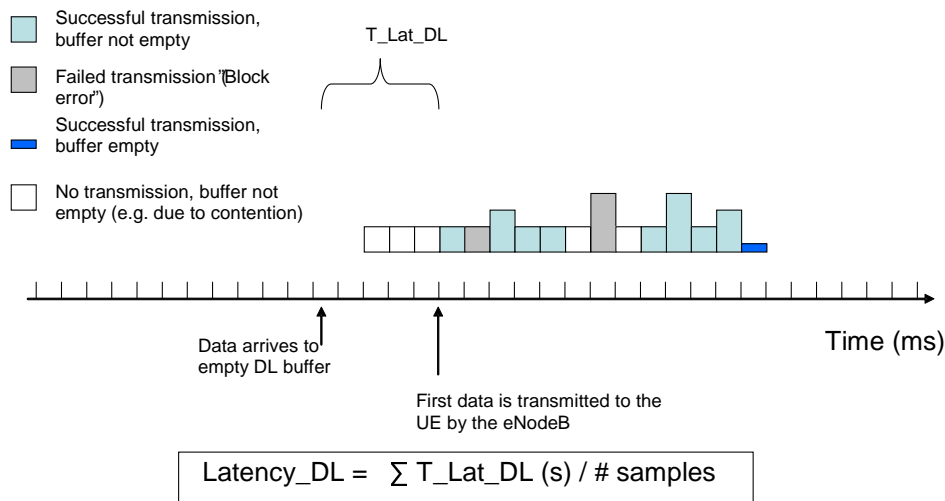 Successful transmission,
buffer not empty
T_Lat_DL
Failed transmission ”(Block
error”)
Successful transmission,
buffer empty
No transmission, buffer not
empty (e.g. due to contention)
Data arrives to
empty DL buffer
Time (ms)
First data is transmitted to the
UE by the eNodeB
Latency_DL = ∑ T_Lat_DL (s) / # samples